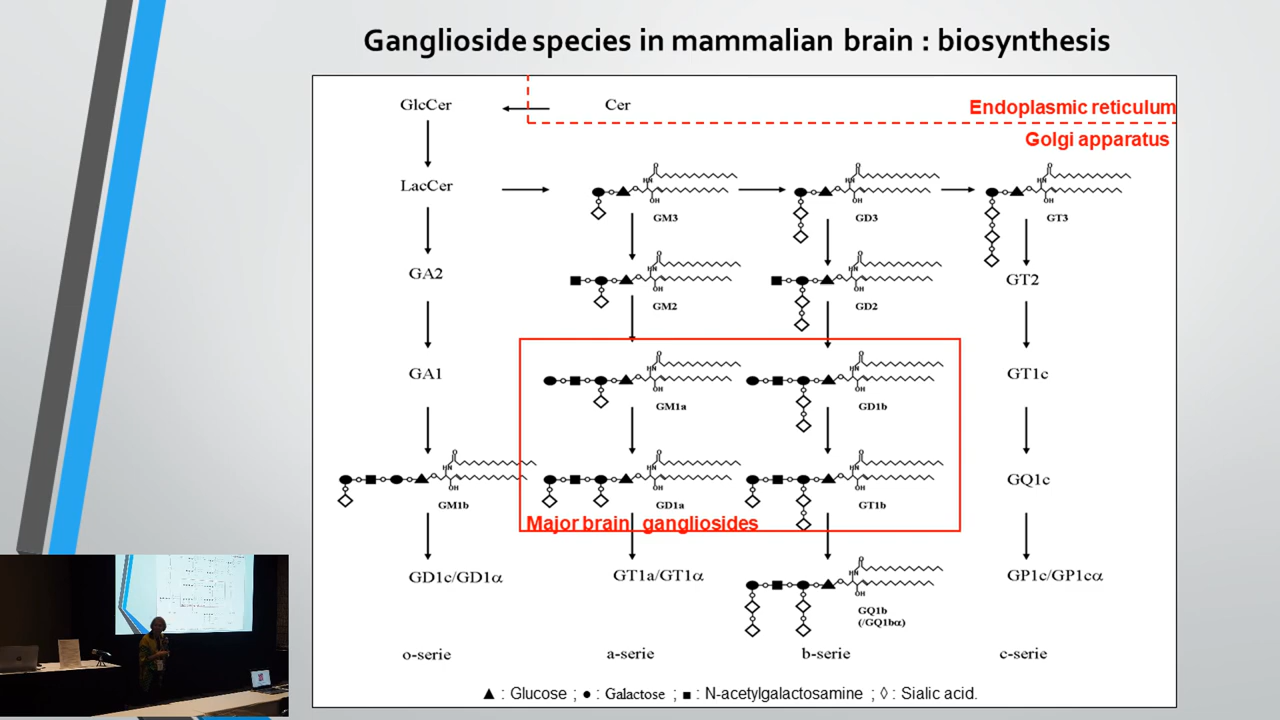 Ganglioside species in mammalian brain : biosynthesis
GlcCer
Cer
Endoplasmic reticulum
Golgi apparatus
LacCer
GM3
GD3
GT3
GA2
GM2
GD2
GT2
GA1
GM1a
GD1b
GT1c
GM1b
GD1a
GT1b
GQ1c
Major brain gangliosides
GD1c/GD1α
GT1a/GT1α
GQ1b
(/GQ1bα)
GP1c/GP1cα
o-serie
a-serie
b-serie
c-serie
▲ : Glucose ; ● : Galactose ; ■ : N-acetylgalactosamine ; ◊ : Sialic acid.